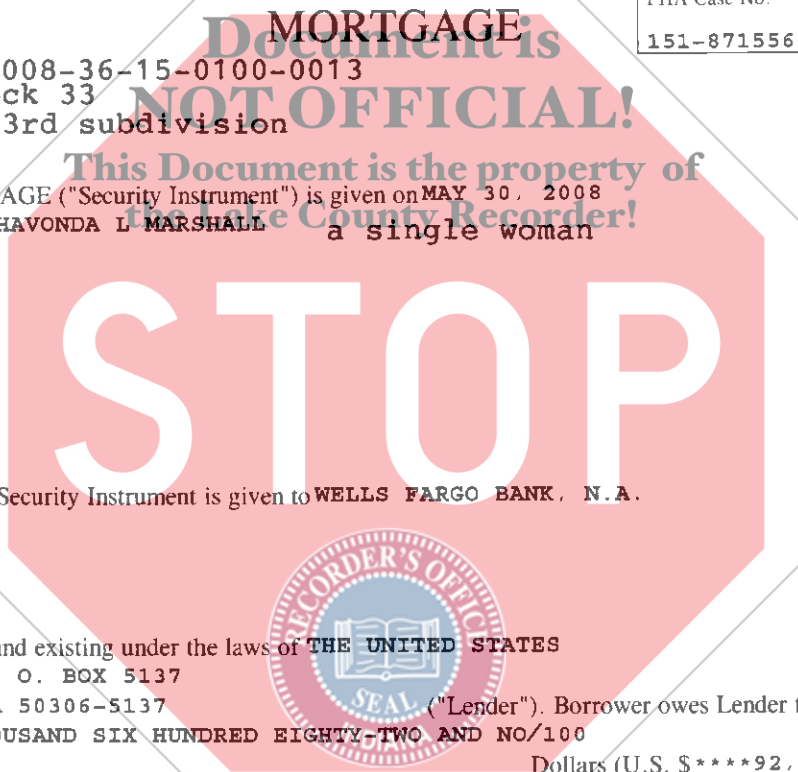 MORTGAGE
FHA Case No.
151-871556
Document is
008-36-15-0100-0013
ck 33
NOT OFFICIAL!
3rd subdivision
This Document is the property of
AGE ("Security Instrument") is given on MAY 30, 2008
the Lake County Recorder!
HAVONDA L MARSHALL a single woman
STOP
Security Instrument is given to WELLS FARGO BANK, N.A.
RECORDER'S OFFICE
nd existing under the laws of THE UNITED STATES
O. BOX 5137
A 50306-5137 ("Lender"). Borrower owes Lender t
SEAL
INDIANA
OUSAND SIX HUNDRED EIGHTY-TWO AND NO/100
Dollars (U.S. $****92,